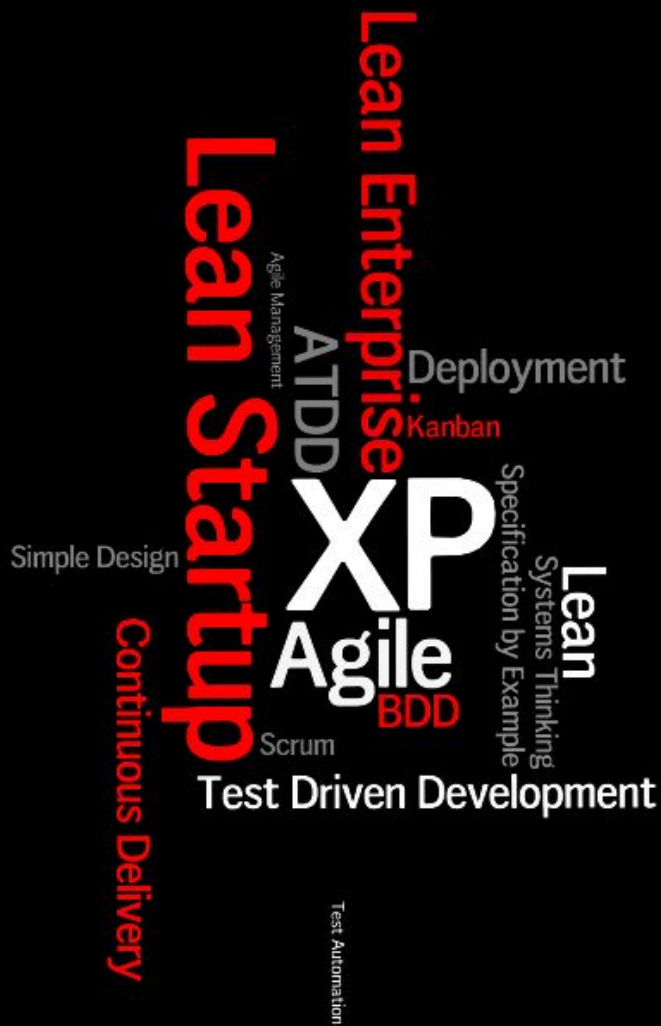 Lean Enterprise
Lean Startup
Agile Management
ATDD
Deployment
Kanban
XP
Specification by Example
Simple Design
Systems Thinking
Lean
Continuous Delivery
Agile
BDD
Scrum
Test Driven Development
Test Automation